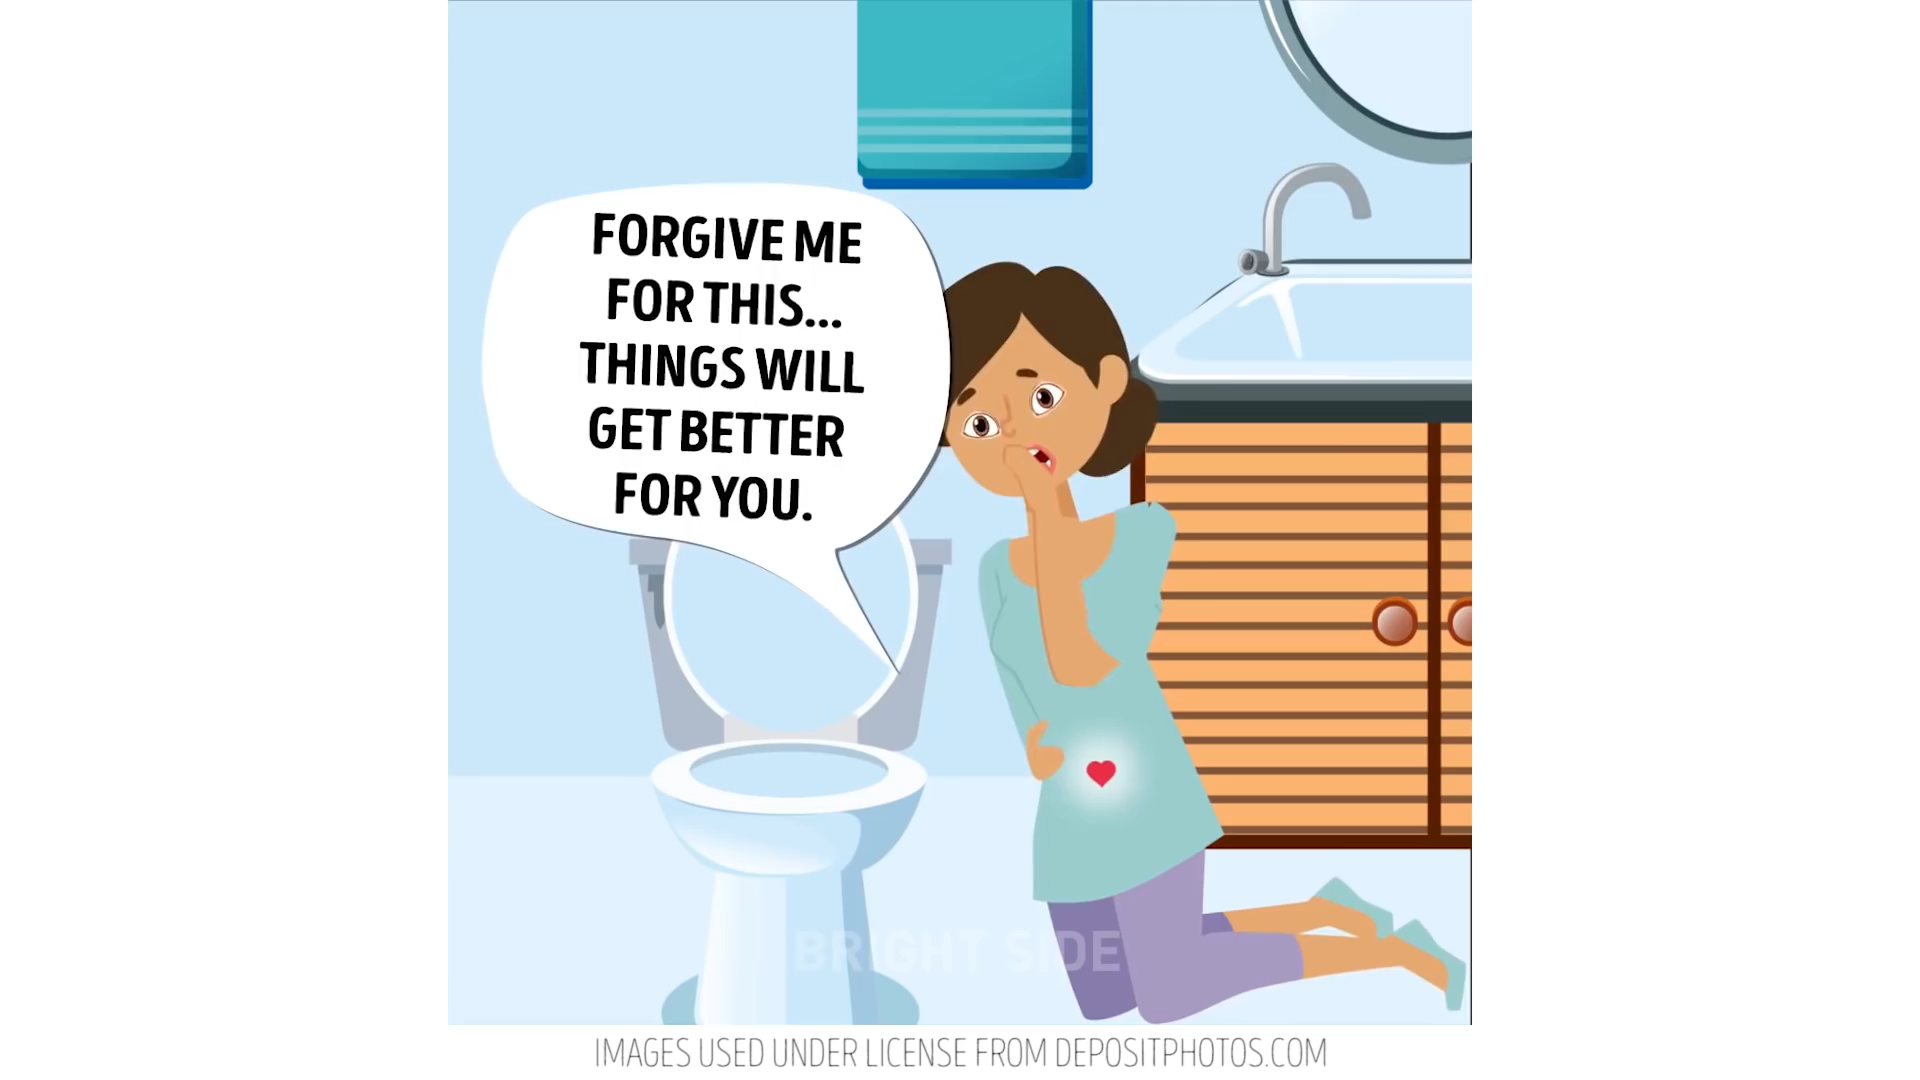 FORGIVE ME
FOR THIS...
THINGS WILL
GET BETTER
FOR YOU.
BRIGHT SIDE
IMAGES USED UNDER LICENSE FROM DEPOSITPHOTOS.COM